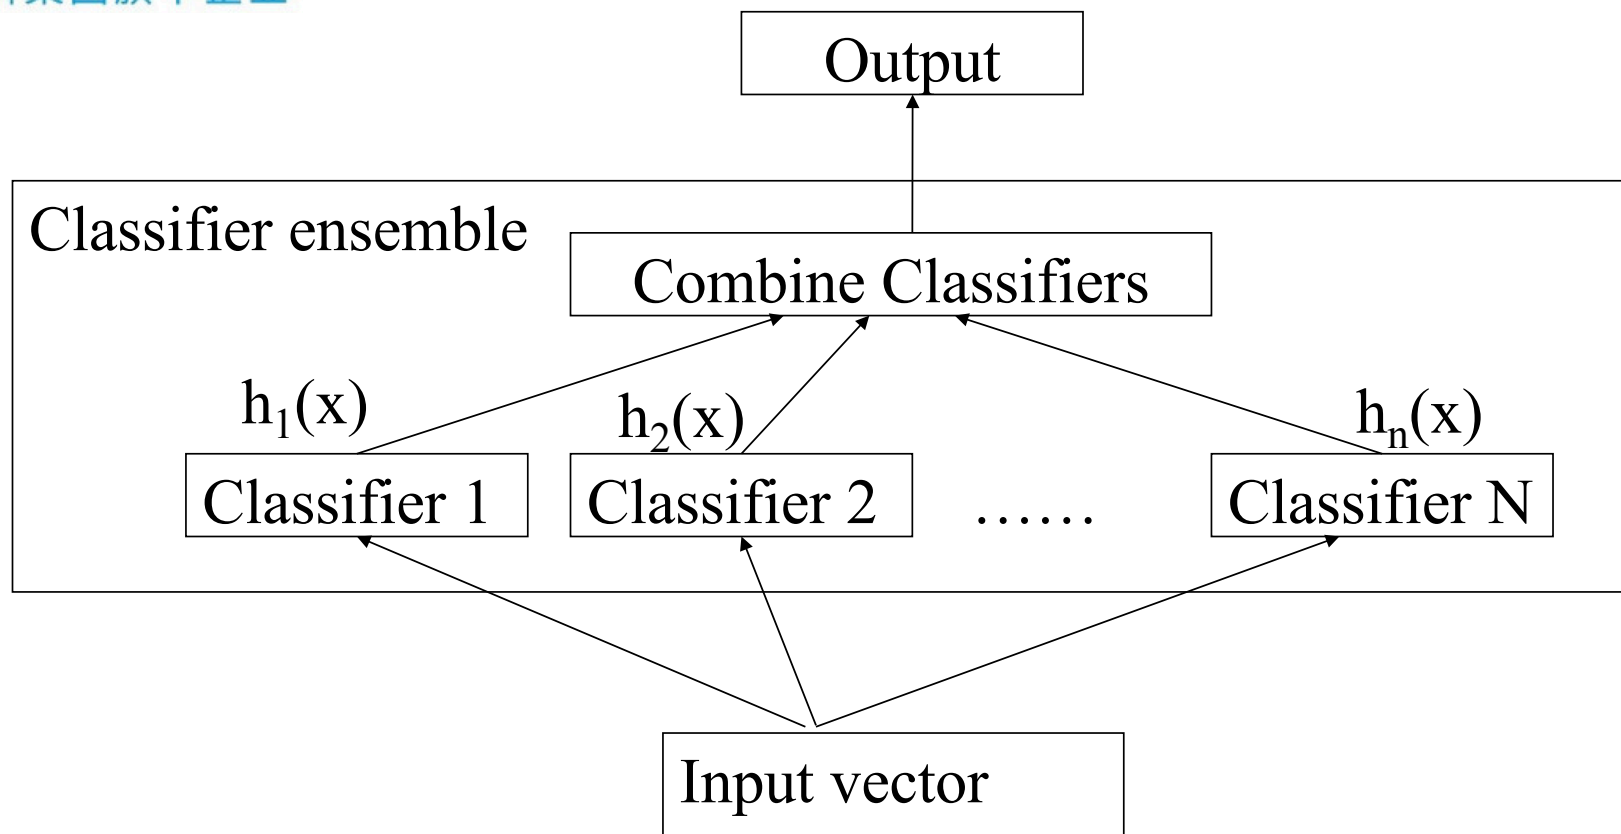 Output
Classifier ensemble
Combine Classifiers
h₁(x)
h₂(x)
hₙ(x)
Classifier 1
Classifier 2
……
Classifier N
Input vector